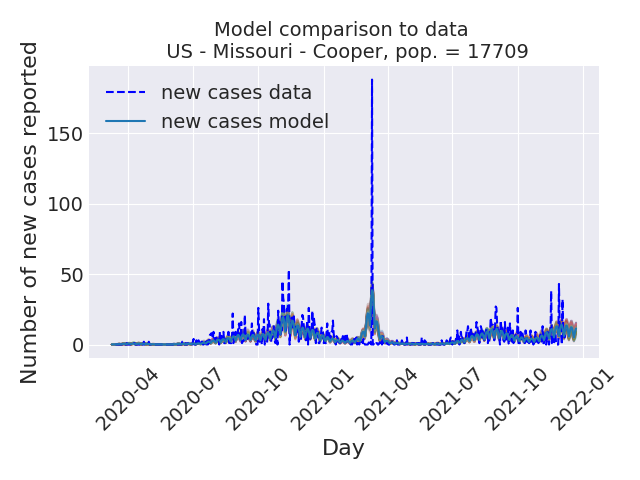 Model comparison to data
US - Missouri - Cooper, pop. = 17709
new cases data
new cases model
Number of new cases reported
150
100
50
0
2020-04
2020-07
2020-10
2021-01
2021-04
2021-07
2021-10
2022-01
Day